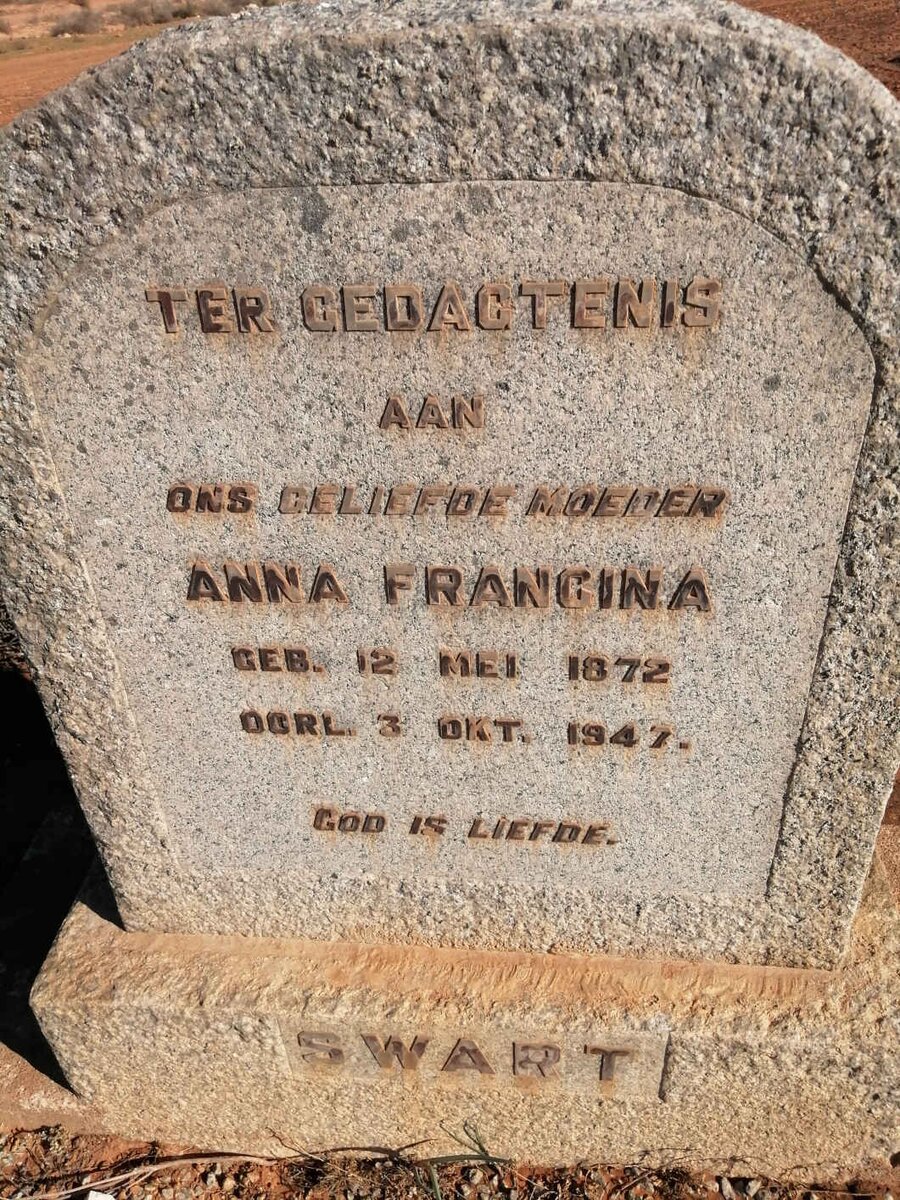 TER GEDAGTENIS
AAN
ONS GELIEFDE MOEDER
ANNA FRANCINA
GEB. 12 MEI 1872
OORL. 3 OKT. 1947.
GOD IS LIEFDE.
SWART